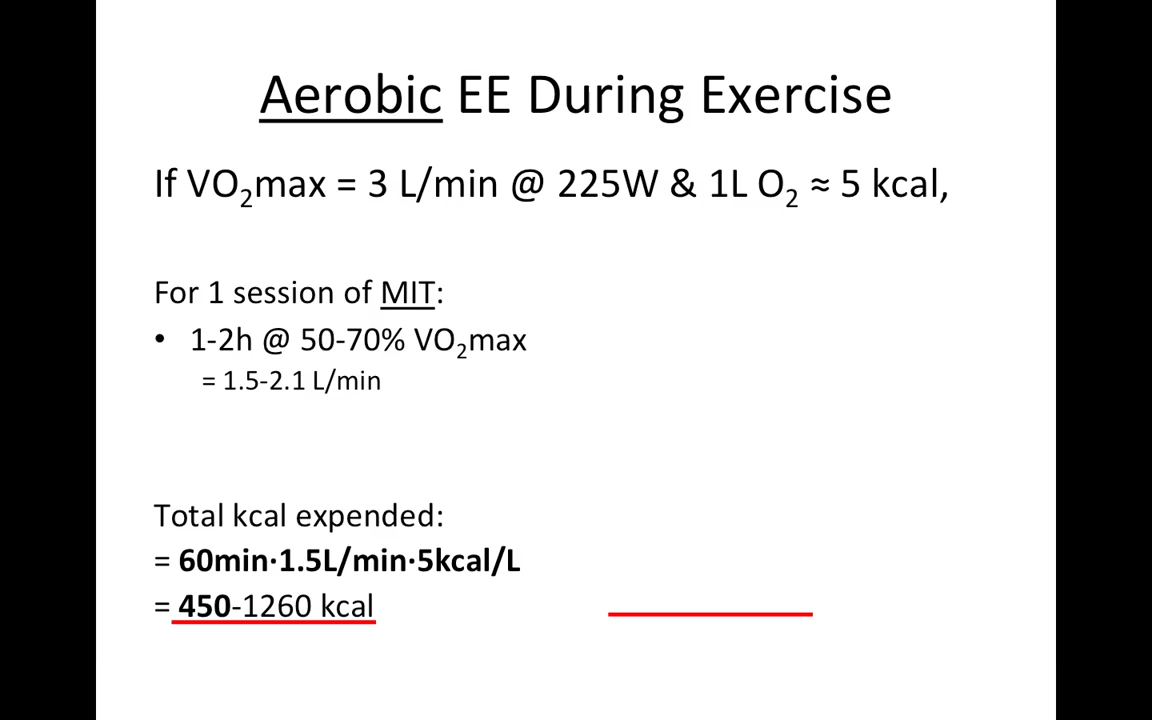 Aerobic EE During Exercise
If VO₂max = 3 L/min @ 225W & 1L O₂ ≈ 5 kcal,
For 1 session of MIT:
• 1-2h @ 50-70% VO₂max
= 1.5-2.1 L/min
Total kcal expended:
= 60min·1.5L/min·5kcal/L
= 450-1260 kcal